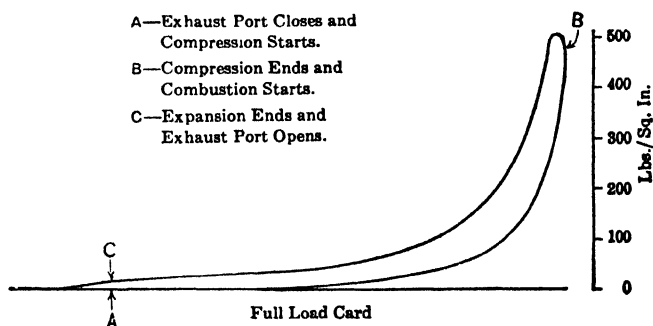 A—Exhaust Port Closes and
Compression Starts.
B—Compression Ends and
Combustion Starts.
C—Expansion Ends and
Exhaust Port Opens.
B
500
400
300
200
100
0
Lbs./Sq. In.
C
A
Full Load Card